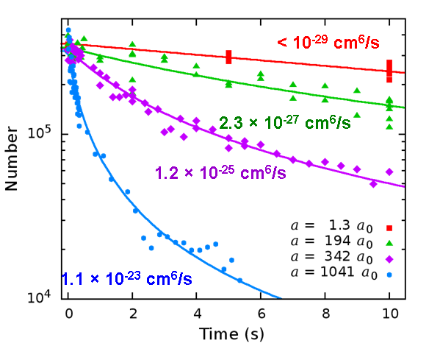 < 10⁻²⁹ cm⁶/s
2.3 × 10⁻²⁷ cm⁶/s
10⁵
Number
1.2 × 10⁻²⁵ cm⁶/s
a = 1.3 a₀
a = 194 a₀
a = 342 a₀
a = 1041 a₀
1.1 × 10⁻²³ cm⁶/s
10⁴
0 2 4 6 8 10
Time (s)